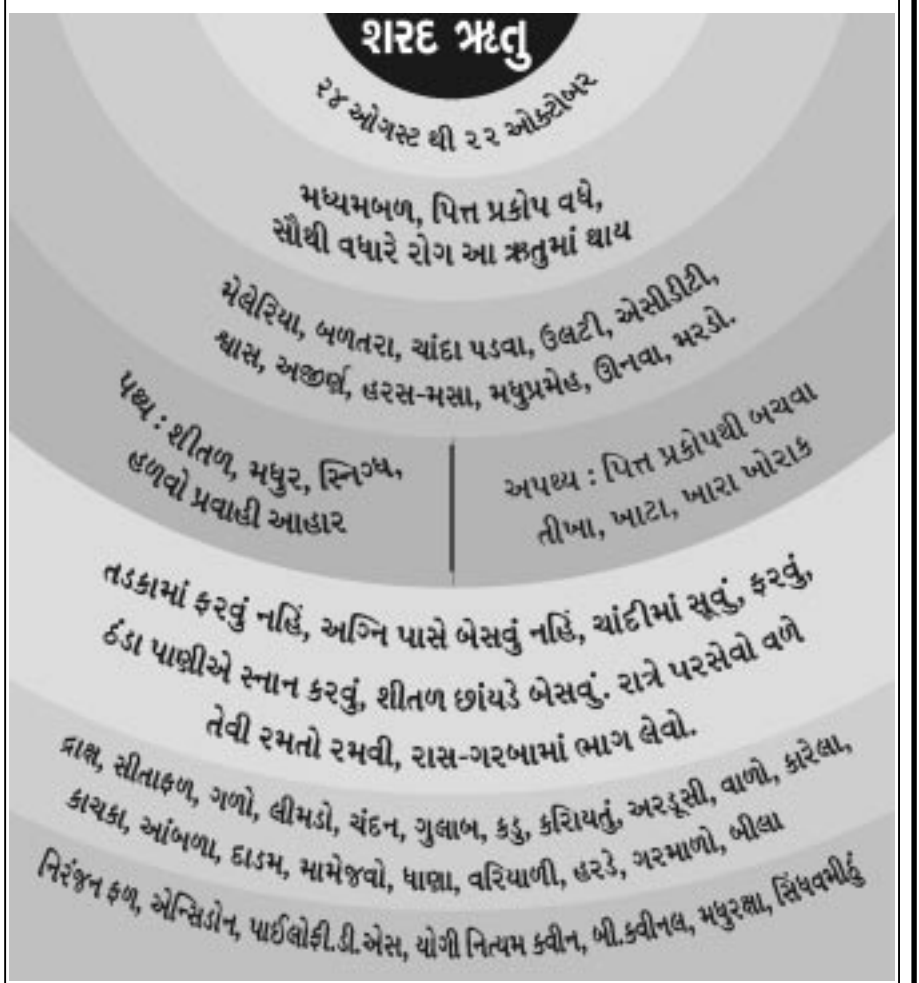 શરદ ઋતુ
૨૪ ઓગસ્ટ થી ૨૨ ઓક્ટોબર
મધ્યમબળ, પિત્ત પ્રકોપ વધે,
સૌથી વધારે રોગ આ ઋતુમાં થાય
મેલેરિયા, બળતરા, ચાંદા પડવા, ઉલટી, એસીડીટી,
શ્વાસ, અજીર્ણ, હરસ-મસા, મધુપ્રમેહ, ઊનવા, મરડો.
પથ્ય : શીતળ, મધુર, સ્નિગ્ધ,
હળવો પ્રવાહી આહાર
અપથ્ય : પિત્ત પ્રકોપથી બચવા
તીખા, ખાટા, ખારા ખોરાક
તડકામાં ફરવું નહિં, અગ્નિ પાસે બેસવું નહિં, ચાંદીમાં સૂવું, ફરવું,
ઠંડા પાણીએ સ્નાન કરવું, શીતળ છાંયડે બેસવું. રાત્રે પરસેવો વળે
તેવી રમતો રમવી, રાસ-ગરબામાં ભાગ લેવો.
દ્રાક્ષ, સીતાફળ, ગળો, લીમડો, ચંદન, ગુલાબ, કડુ, કરિાયતું, અરડૂસી, વાળો, કારેલા,
કાચકા, આંબળા, દાડમ, મામેજવો, ધાણા, વરિયાળી, હરડે, ગરમાળો, બીલા
નિરંજન ફળ, એન્સિડોન, પાઈલોફી.ડી.એસ, યોગી નિત્યમ ક્વીન, બી.ક્વીનલ, મધુરક્ષા, સિંધવમીઠું